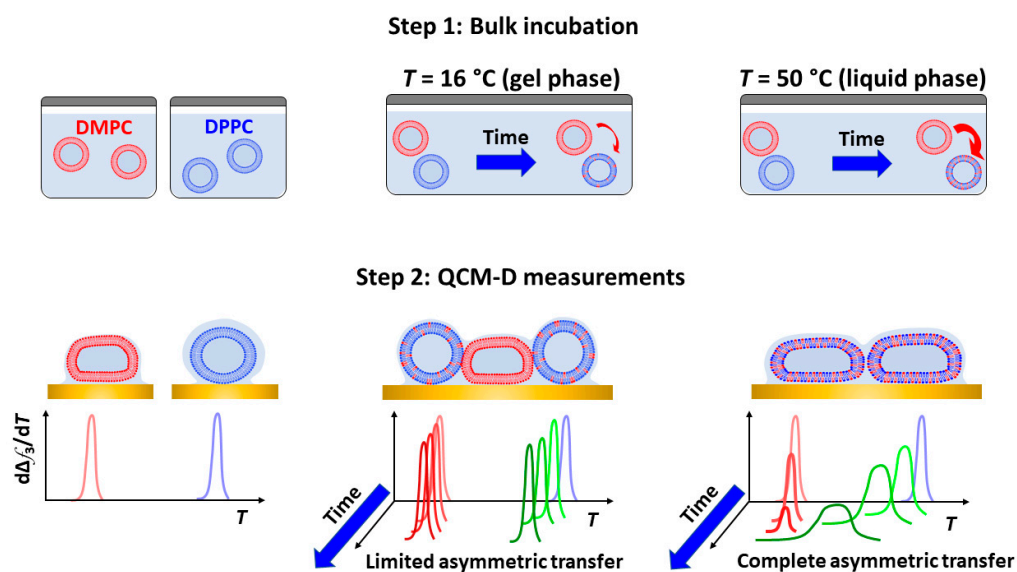 Step 1: Bulk incubation
T = 16 °C (gel phase)
T = 50 °C (liquid phase)
DMPC
DPPC
Time
Time
Step 2: QCM-D measurements
dΔf₃/dT
T
Time
T
Limited asymmetric transfer
Time
T
Complete asymmetric transfer